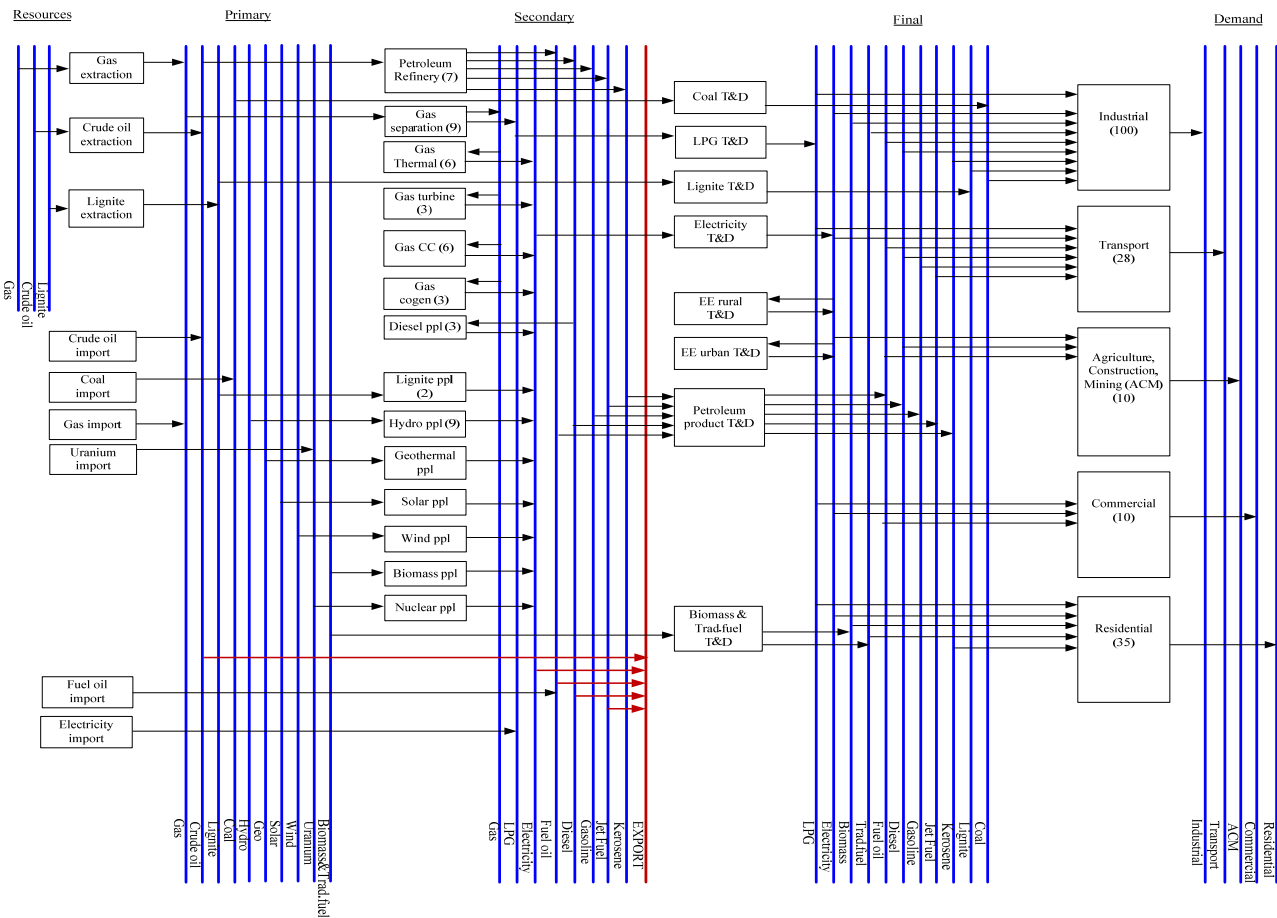 Resources
Primary
Secondary
Final
Demand
Gas
extraction
Crude oil
extraction
Lignite
extraction
Gas
Crude oil
Lignite
Crude oil
import
Coal
import
Gas import
Uranium
import
Fuel oil
import
Electricity
import
Gas
Crude oil
Lignite
Coal
Hydro
Geo
Solar
Wind
Uranium
Biomass&Trad.fuel
Petroleum
Refinery (7)
Gas
separation (9)
Gas
Thermal (6)
Gas turbine
(3)
Gas CC (6)
Gas
cogen (3)
Diesel ppl (3)
Lignite ppl
(2)
Hydro ppl (9)
Geothermal
ppl
Solar ppl
Wind ppl
Biomass ppl
Nuclear ppl
Gas
LPG
Electricity
Fuel oil
Diesel
Gasoline
Jet Fuel
Kerosene
EXPORT
Coal T&D
LPG T&D
Lignite T&D
Electricity
T&D
EE rural
T&D
EE urban T&D
Petroleum
product T&D
Biomass &
Trad.fuel
T&D
LPG
Electricity
Biomass
Trad.fuel
Fuel oil
Diesel
Gasoline
Jet Fuel
Kerosene
Lignite
Coal
Industrial
(100)
Transport
(28)
Agriculture,
Construction,
Mining (ACM)
(10)
Commercial
(10)
Residential
(35)
Industrial
Transport
ACM
Commercial
Residential